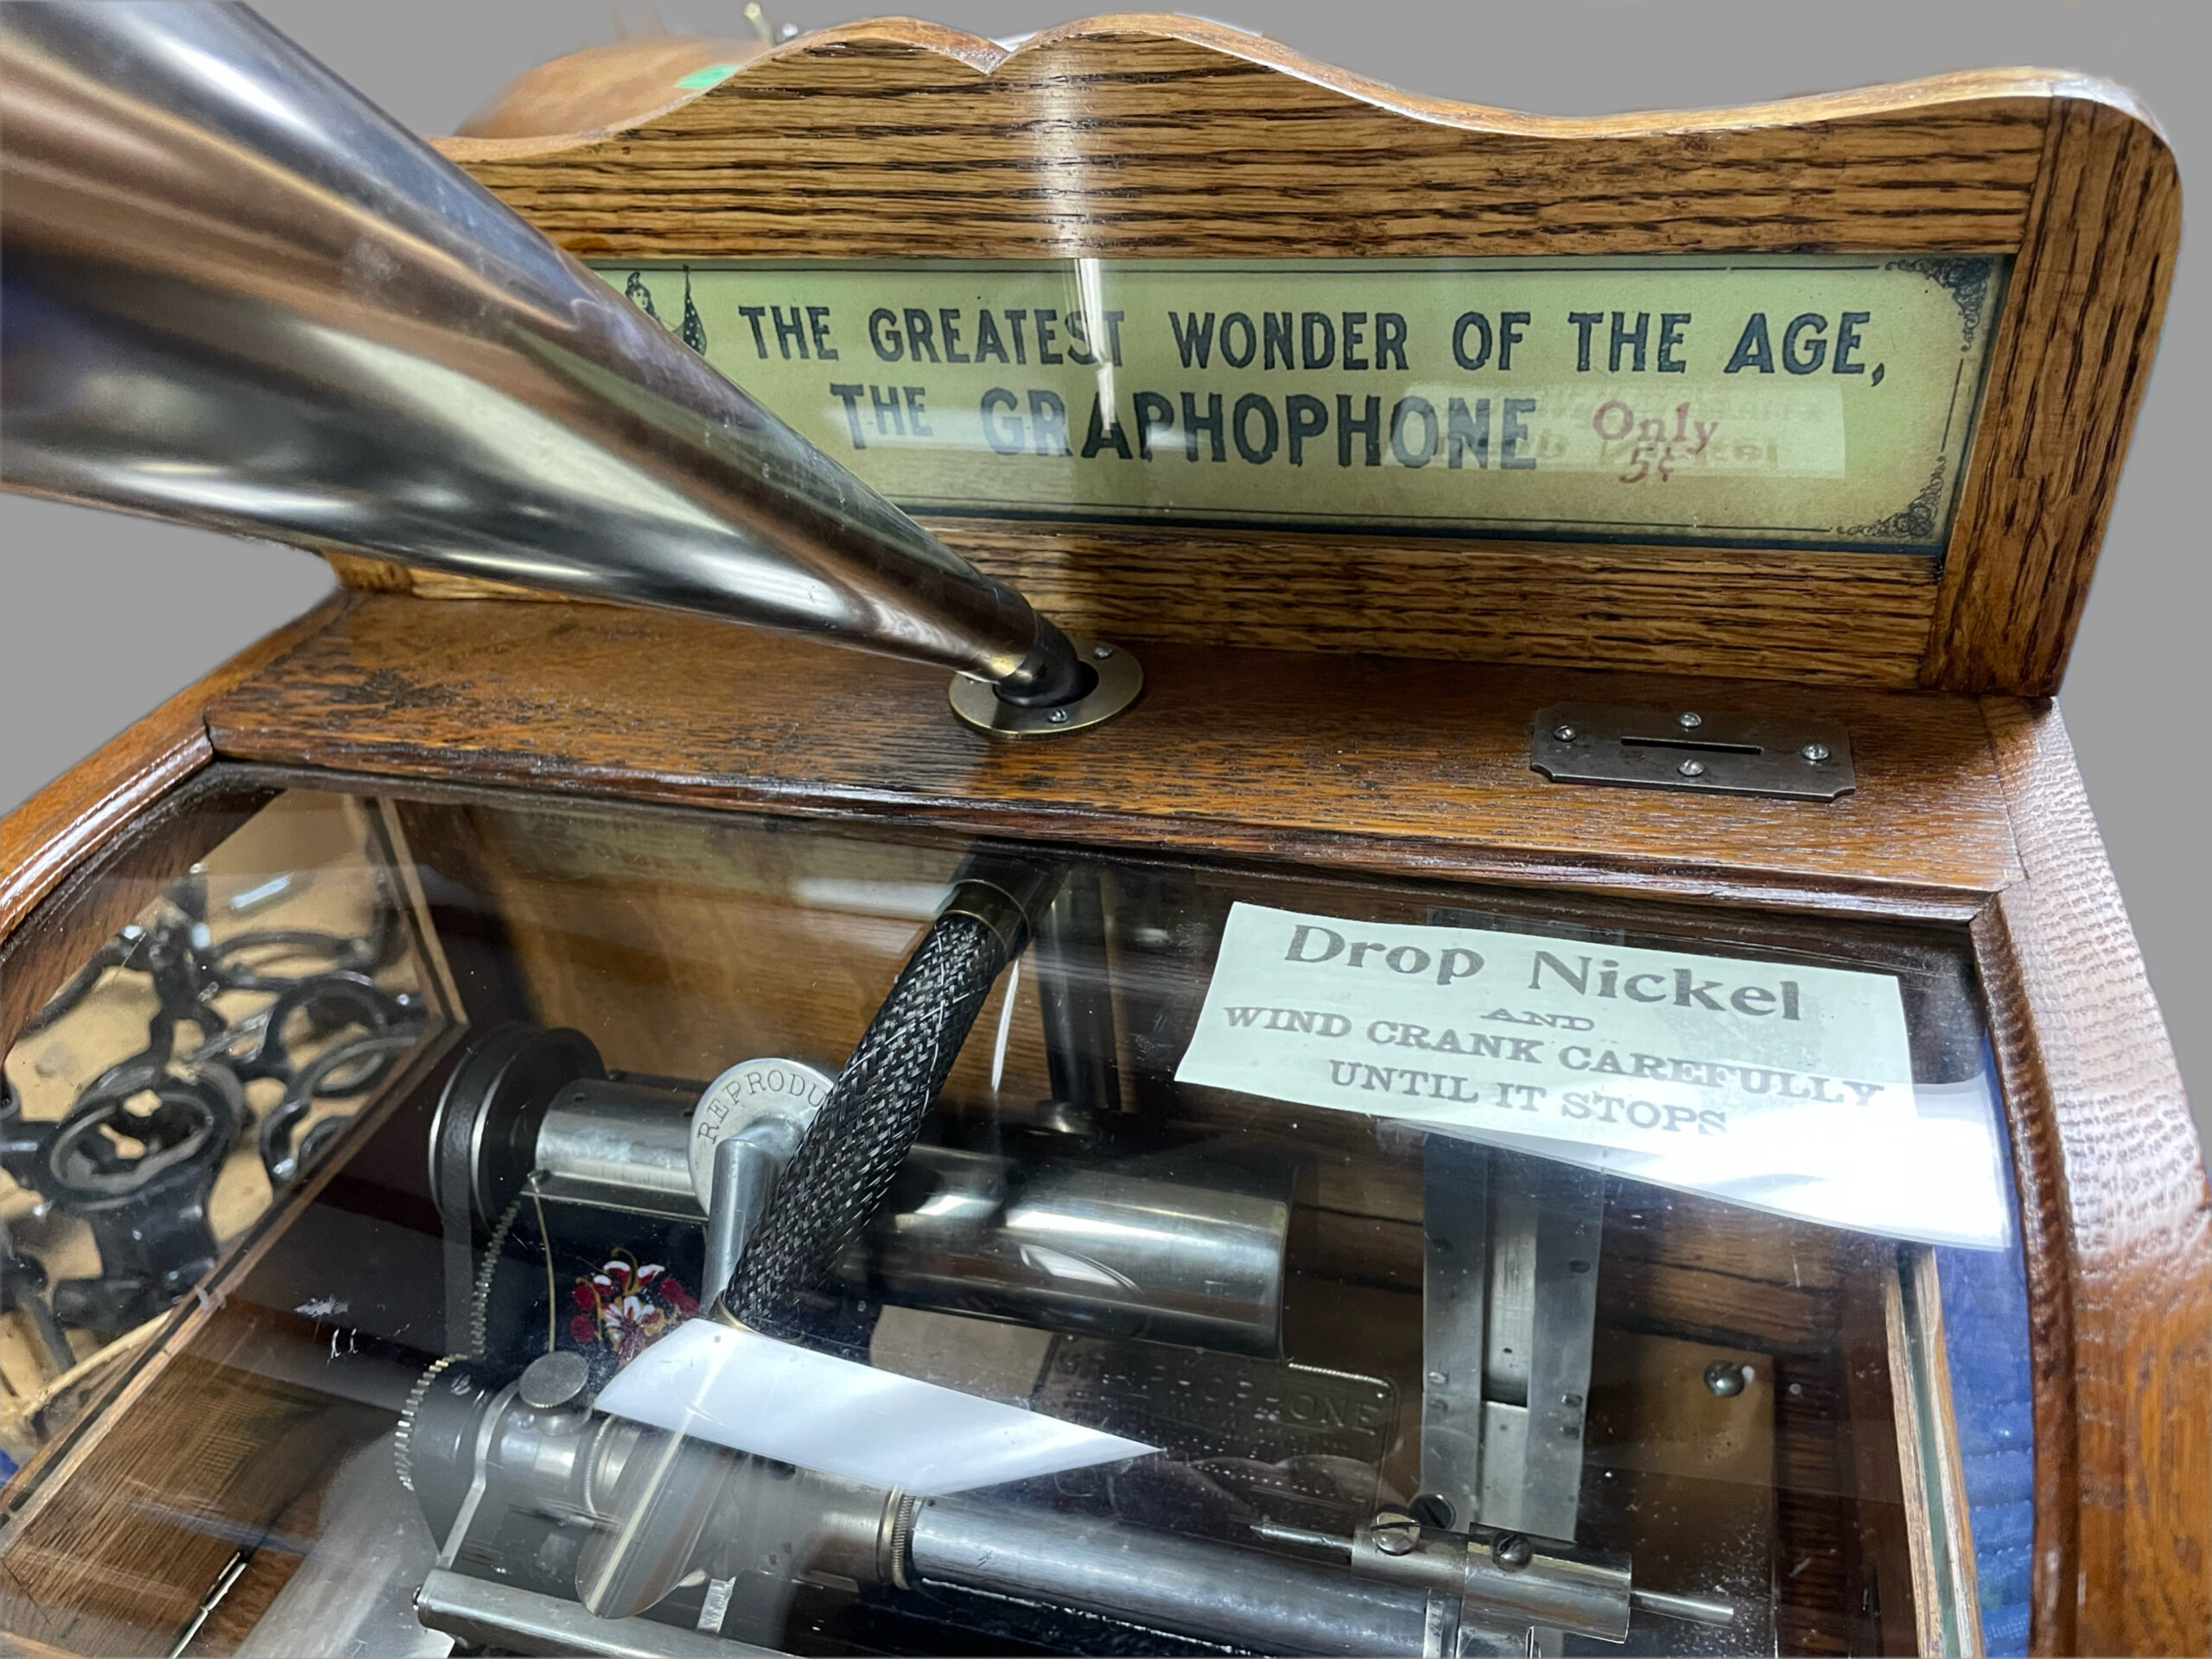 THE GREATEST WONDER OF THE AGE,
THE GRAPHOPHONE Only
5¢
Drop Nickel
AND
WIND CRANK CAREFULLY
UNTIL IT STOPS
REPRODU